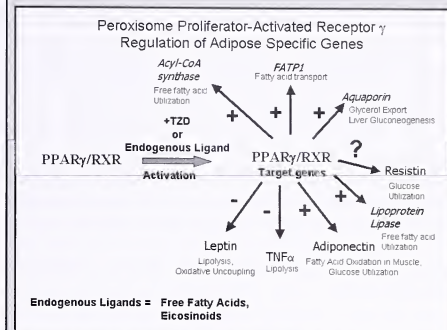 Peroxisome Proliferator-Activated Receptor γ
Regulation of Adipose Specific Genes
Acyl-CoA
synthase
Free fatty acid
Utilization
FATP1
Fatty acid transport
Aquaporin
Glycerol Export
Liver Gluconeogenesis
+TZD
or
Endogenous Ligand
Activation
PPARγ/RXR
+
+
+
PPARγ/RXR
Target genes
?
Resistin
Glucose
Utilization
Lipoprotein
Lipase
Free fatty acid
Utilization
-
-
+
+
Leptin
Lipolysis,
Oxidative Uncoupling
TNFα
Lipolysis
Adiponectin
Fatty Acid Oxidation in Muscle,
Glucose Utilization
Endogenous Ligands = Free Fatty Acids,
Eicosinoids